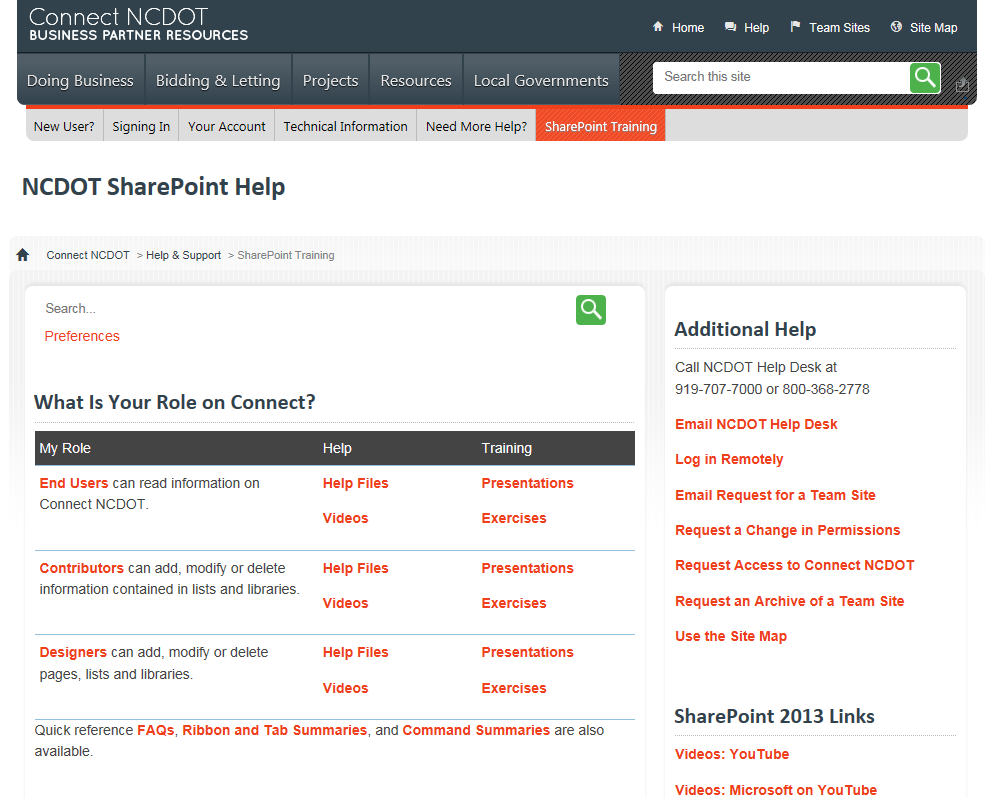 Connect NCDOT
BUSINESS PARTNER RESOURCES
Home Help Team Sites Site Map
Doing Business Bidding & Letting Projects Resources Local Governments
Search this site
New User? Signing In Your Account Technical Information Need More Help? SharePoint Training
NCDOT SharePoint Help
Connect NCDOT > Help & Support > SharePoint Training
Search...
Preferences
What Is Your Role on Connect?
My Role Help Training
End Users can read information on
Connect NCDOT.
Help Files Presentations
Videos Exercises
Contributors can add, modify or delete
information contained in lists and libraries.
Help Files Presentations
Videos Exercises
Designers can add, modify or delete
pages, lists and libraries.
Help Files Presentations
Videos Exercises
Quick reference FAQs, Ribbon and Tab Summaries, and Command Summaries are also
available.
Additional Help
Call NCDOT Help Desk at
919-707-7000 or 800-368-2778
Email NCDOT Help Desk
Log in Remotely
Email Request for a Team Site
Request a Change in Permissions
Request Access to Connect NCDOT
Request an Archive of a Team Site
Use the Site Map
SharePoint 2013 Links
Videos: YouTube
Videos: Microsoft on YouTube